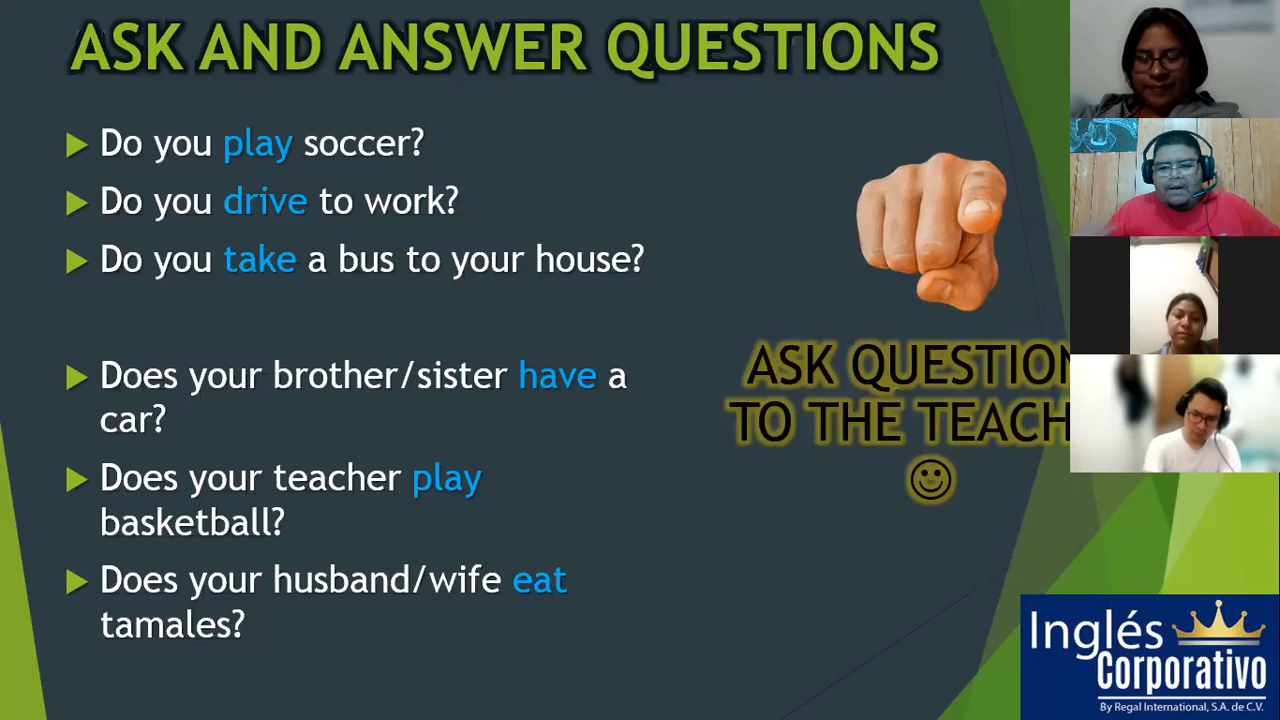 ASK AND ANSWER QUESTIONS
Do you play soccer?
Do you drive to work?
Do you take a bus to your house?
Does your brother/sister have a
car?
Does your teacher play
basketball?
Does your husband/wife eat
tamales?
ASK QUESTION
TO THE TEACH
Inglés
Corporativo
By Regal International, S.A. de C.V.